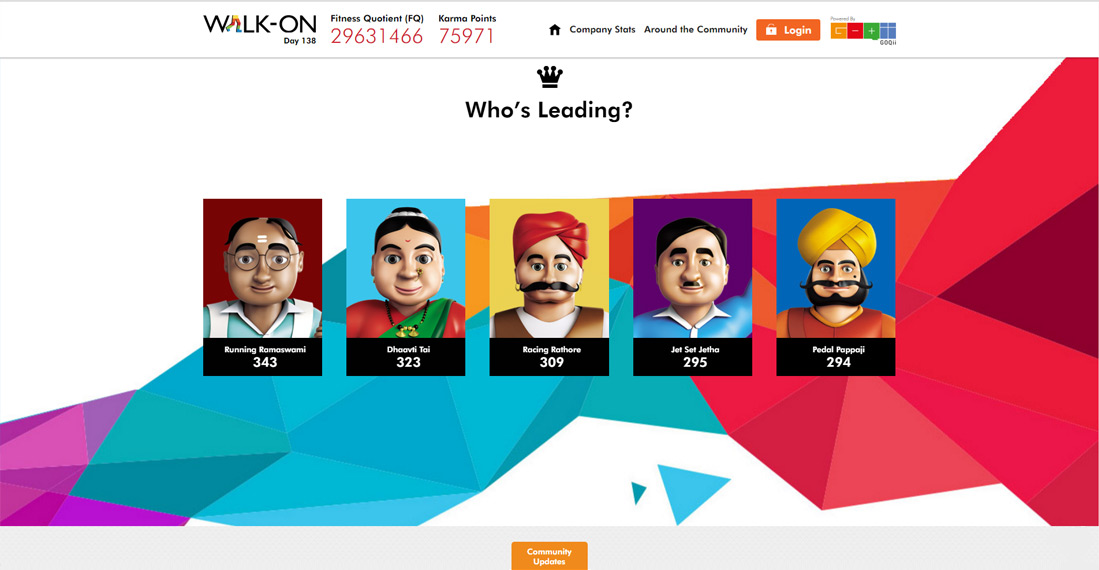 WALK-ON
Day 138
Fitness Quotient (FQ)
29631466
Karma Points
75971
Company Stats
Around the Community
Login
Powered By
GOQii
Who's Leading?
Running Ramaswami
343
Dhaavti Tai
323
Racing Rathore
309
Jet Set Jetha
295
Pedal Pappaji
294
Community
Updates